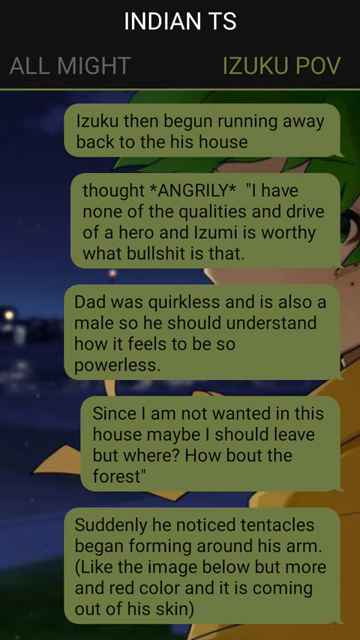 INDIAN TS
ALL MIGHT
IZUKU POV
Izuku then begun running away
back to the his house
thought *ANGRILY*  "I have
none of the qualities and drive
of a hero and Izumi is worthy
what bullshit is that.
Dad was quirkless and is also a
male so he should understand
how it feels to be so
powerless.
Since I am not wanted in this
house maybe I should leave
but where? How bout the
forest"
Suddenly he noticed tentacles
began forming around his arm.
(Like the image below but more
and red color and it is coming
out of his skin)